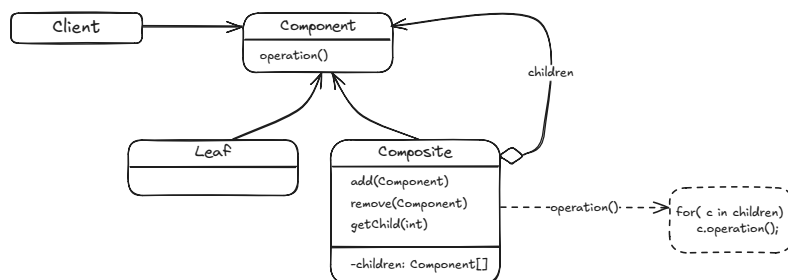 Client
Component
operation()
children
Leaf
Composite
add(Component)
remove(Component)
getChild(int)
-children: Component[]
operation()
for( c in children)
c.operation();